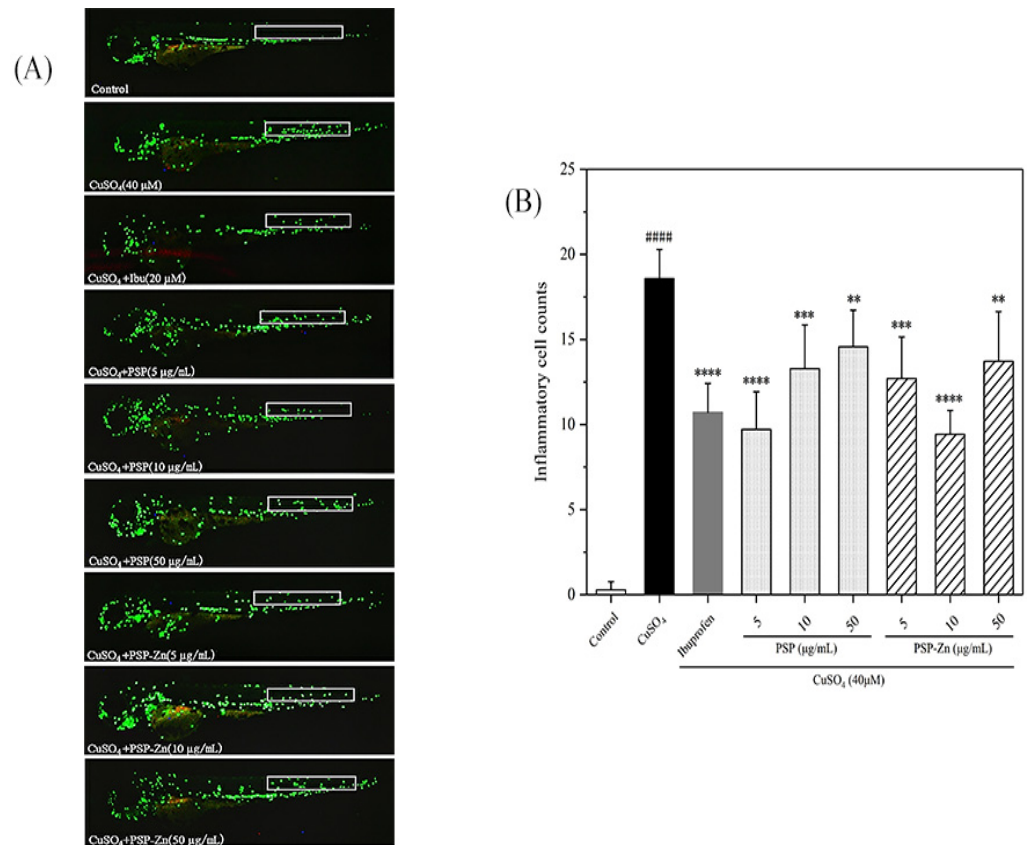 (A)
Control
CuSO₄(40 μM)
CuSO₄+Ibu(20 μM)
CuSO₄+PSP(5 μg/mL)
CuSO₄+PSP(10 μg/mL)
CuSO₄+PSP(50 μg/mL)
CuSO₄+PSP-Zn(5 μg/mL)
CuSO₄+PSP-Zn(10 μg/mL)
CuSO₄+PSP-Zn(50 μg/mL)
(B)
Inflammatory cell counts
25
20
15
10
5
0
####
****
****
***
**
***
****
**
Control
CuSO₄
Ibuprofen
5
10
50
5
10
50
PSP (μg/mL)
PSP-Zn (μg/mL)
CuSO₄ (40μM)